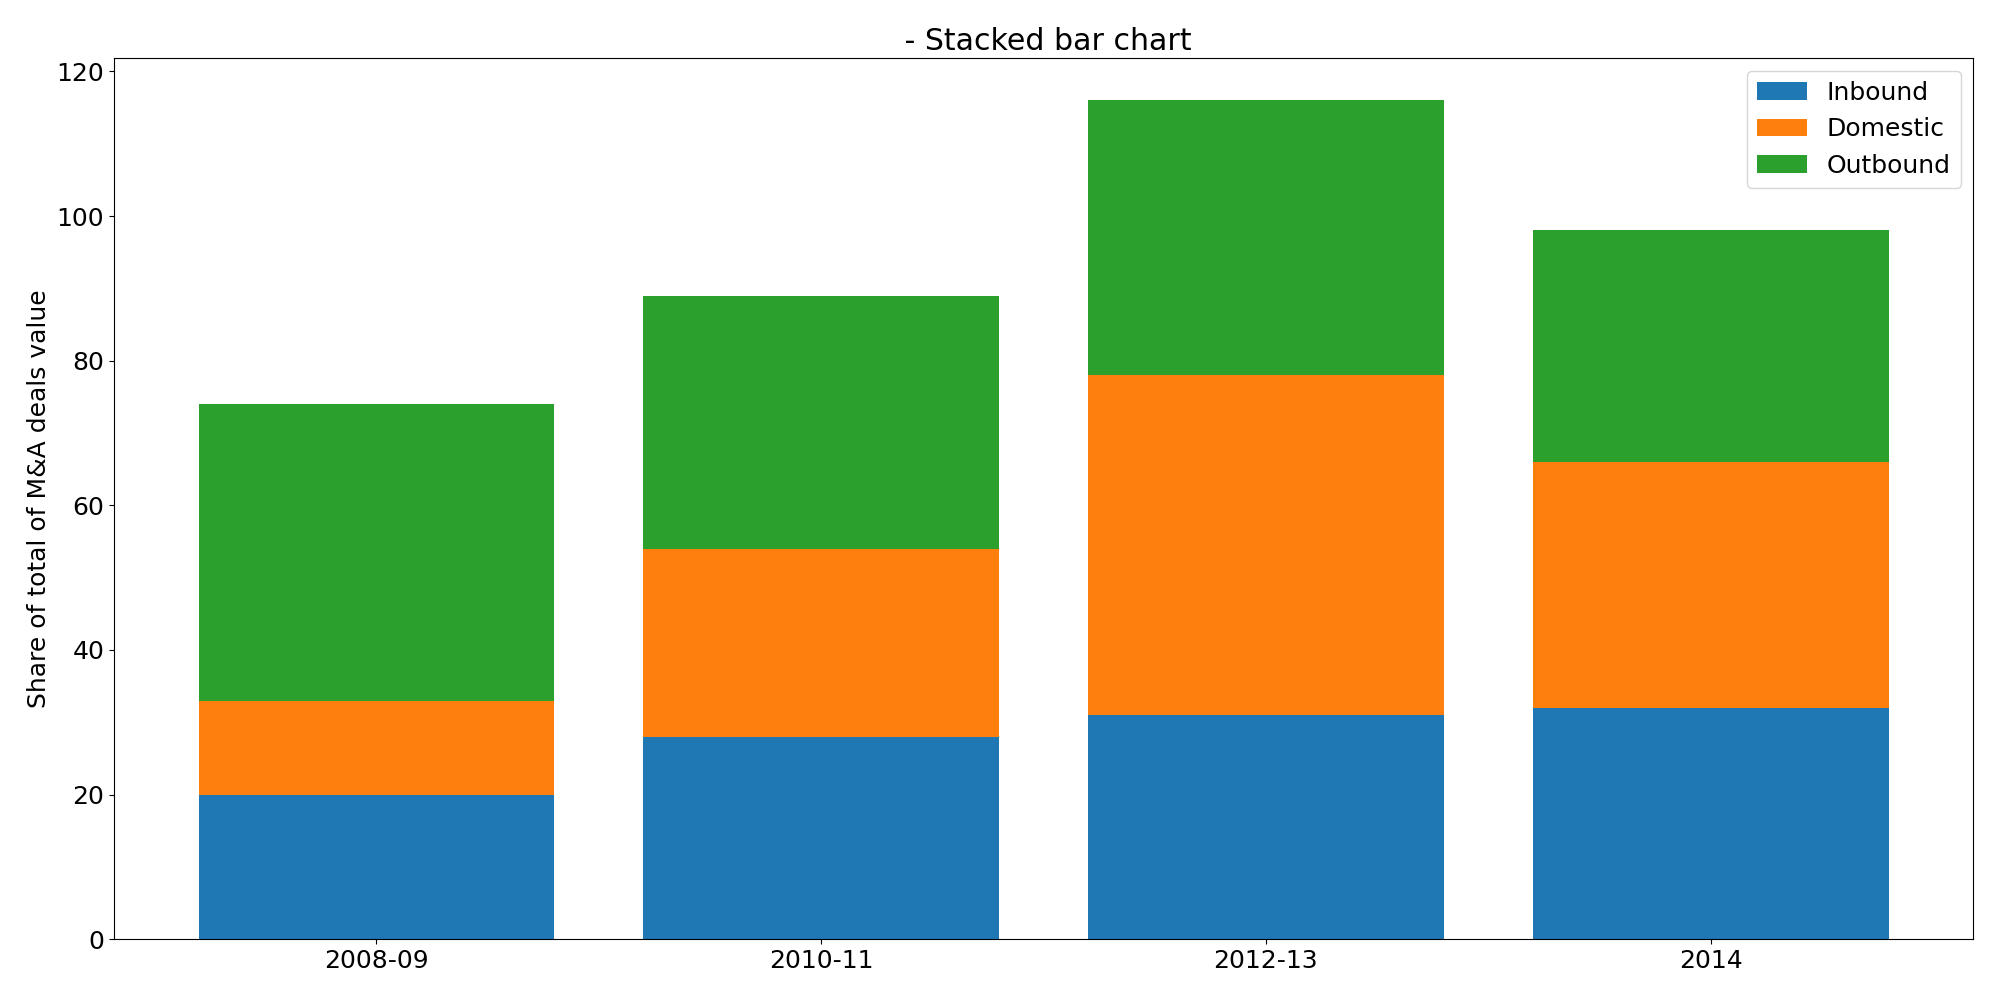 - Stacked bar chart
Share of total of M&A deals value
120
100
80
60
40
20
0
2008-09
2010-11
2012-13
2014
Inbound
Domestic
Outbound